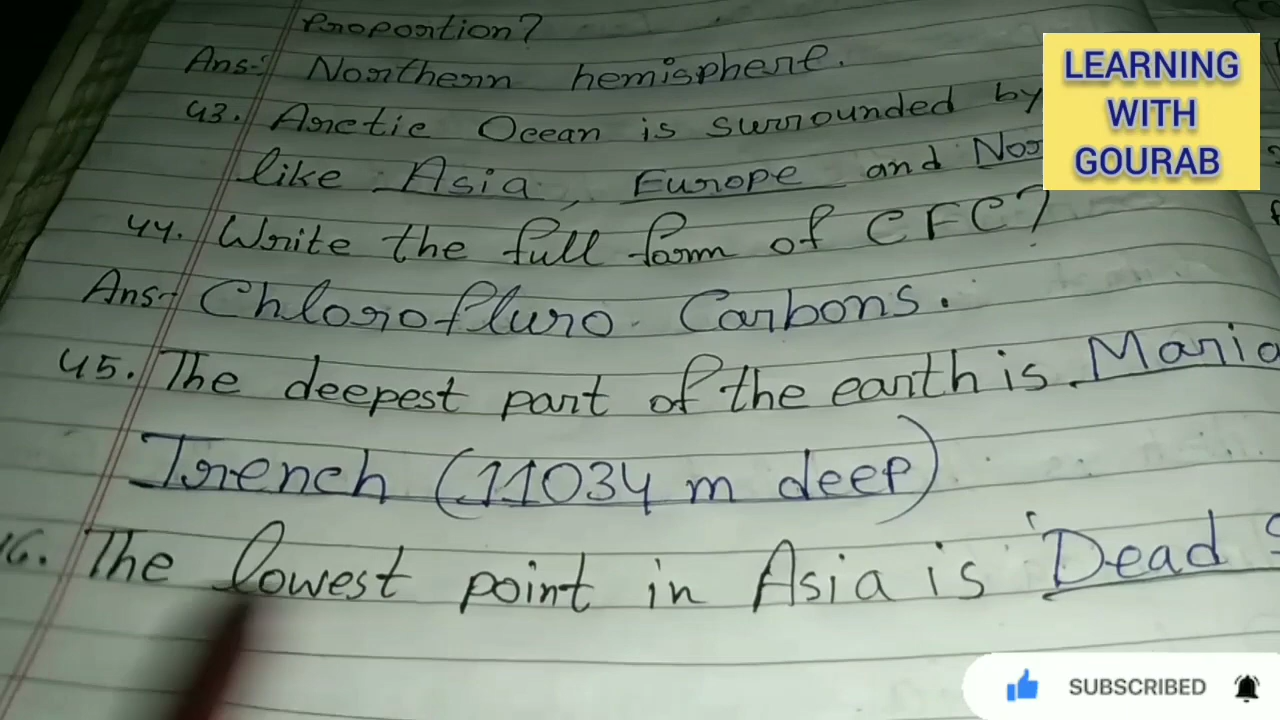 Proportion?
Ans-: Northern hemisphere.
43. Arctic Ocean is surrounded by
like Asia, Europe and Nor
44. Write the full form of CFC?
Ans- Chlorofluro Carbons.
45. The deepest part of the earth is Maria
Trench (11034 m deep)
46. The lowest point in Asia is Dead S
LEARNING
WITH
GOURAB
SUBSCRIBED